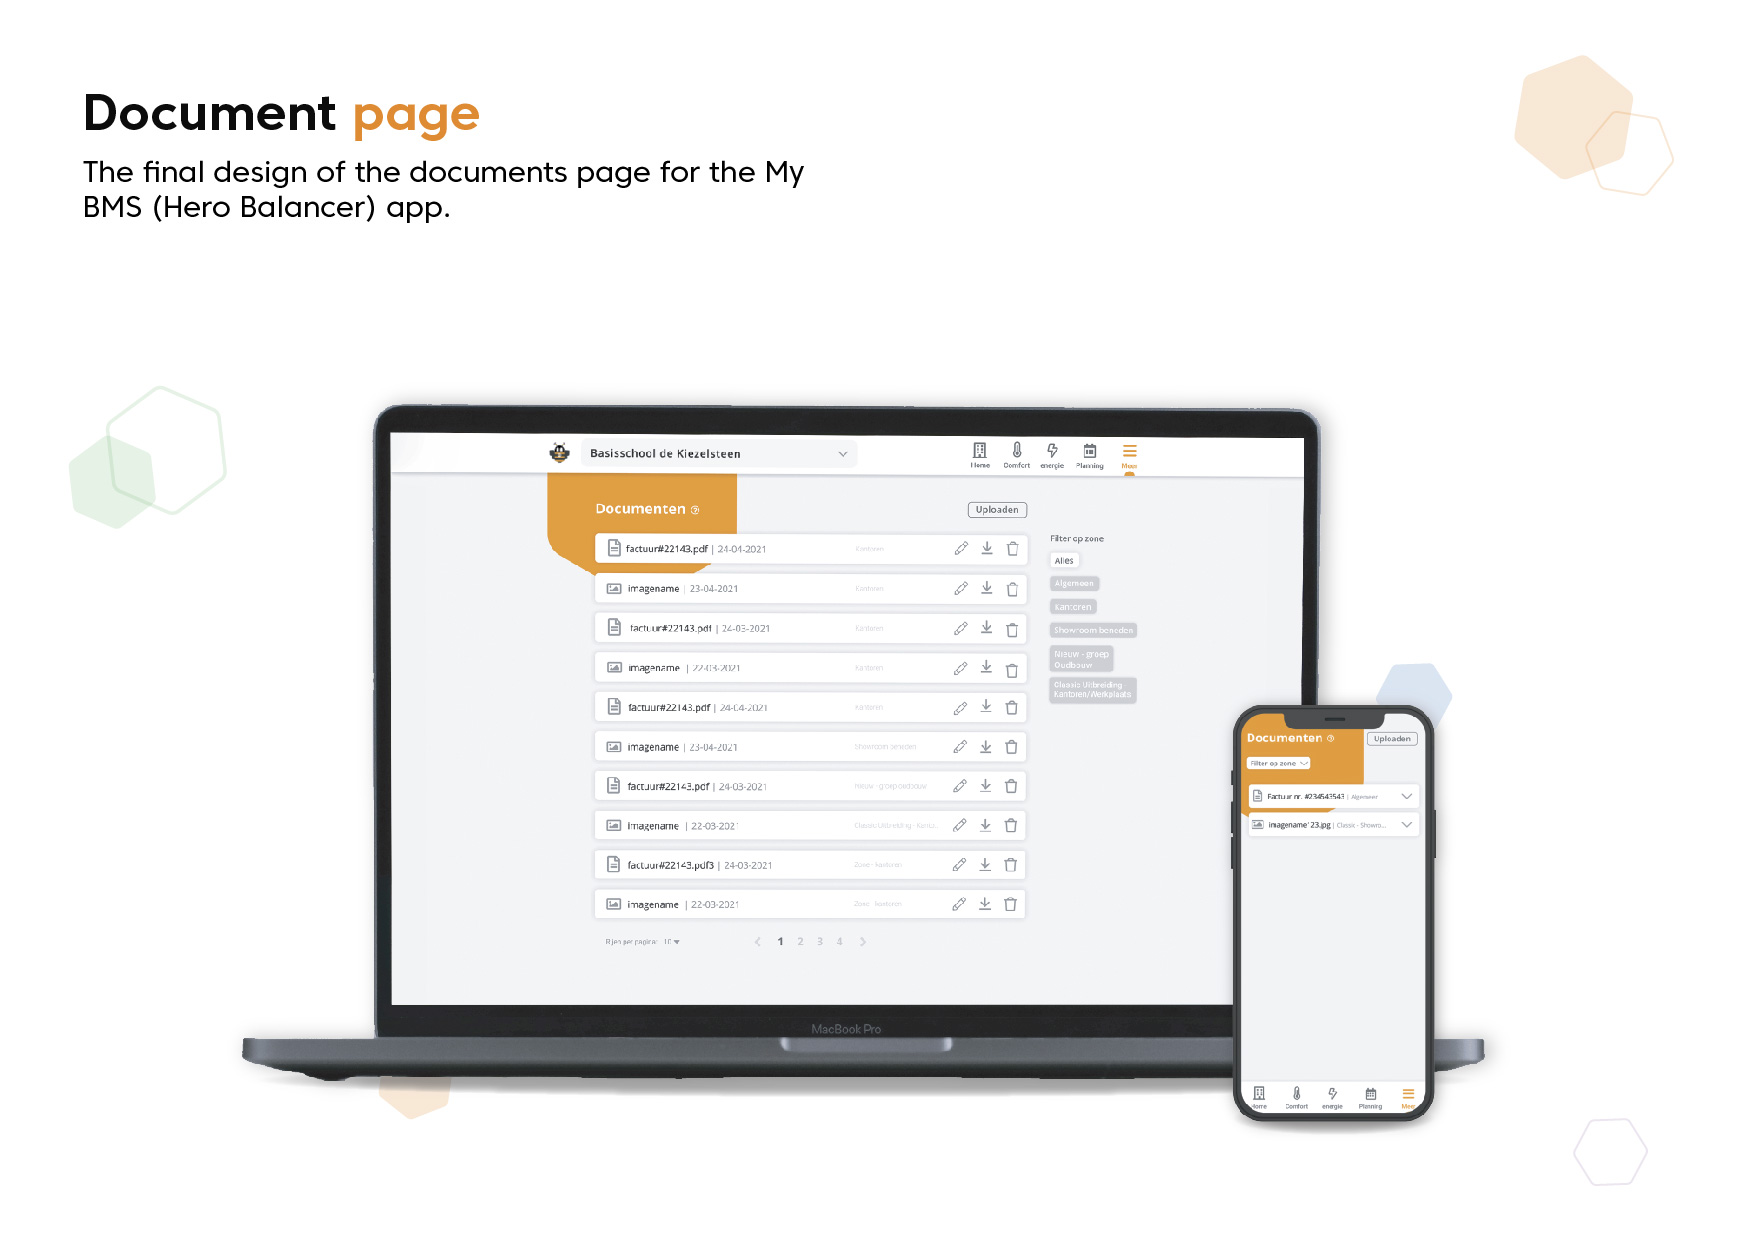 Document page
The final design of the documents page for the My
BMS (Hero Balancer) app.
Basisschool de Kiezelsteen
Home
Comfort
energie
Planning
Meer
Documenten
Uploaden
factuur#22143.pdf | 24-04-2021
Kantoren
imagename | 23-04-2021
Kantoren
factuur#22143.pdf | 24-03-2021
Kantoren
imagename | 22-03-2021
Kantoren
factuur#22143.pdf | 24-04-2021
Kantoren
imagename | 23-04-2021
Showroom beneden
factuur#22143.pdf | 24-03-2021
Nieuw - groep oudbouw
imagename | 22-03-2021
Classic Uitbreiding - Kantor...
factuur#22143.pdf3 | 24-03-2021
Zone - kantoren
imagename | 22-03-2021
Zone - kantoren
Rijen per pagina: 10
1 2 3 4
Filter op zone
Alles
Algemeen
Kantoren
Showroom beneden
Nieuw - groep
Oudbouw
Classic Uitbreiding -
Kantoren/Werkplaats
MacBook Pro
Documenten
Uploaden
Filter op zone
Factuur nr. #234543543 | Algemeen
imagename'23.jpg | Classic - Showro...
Home
Comfort
energie
Planning
Meer